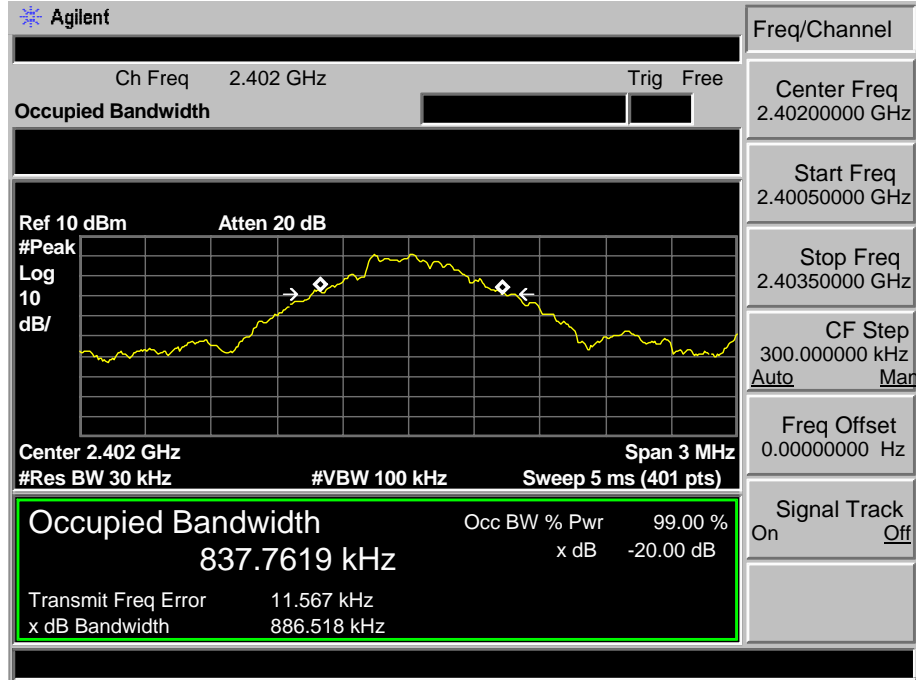 Agilent
Freq/Channel
Ch Freq 2.402 GHz Trig Free
Occupied Bandwidth
Center Freq
2.40200000 GHz
Start Freq
2.40050000 GHz
Stop Freq
2.40350000 GHz
CF Step
300.000000 kHz
Auto Man
Freq Offset
0.00000000 Hz
Signal Track
On Off
Ref 10 dBm Atten 20 dB
#Peak
Log
10
dB/
Center 2.402 GHz Span 3 MHz
#Res BW 30 kHz #VBW 100 kHz Sweep 5 ms (401 pts)
Occupied Bandwidth Occ BW % Pwr 99.00 %
837.7619 kHz x dB -20.00 dB
Transmit Freq Error 11.567 kHz
x dB Bandwidth 886.518 kHz